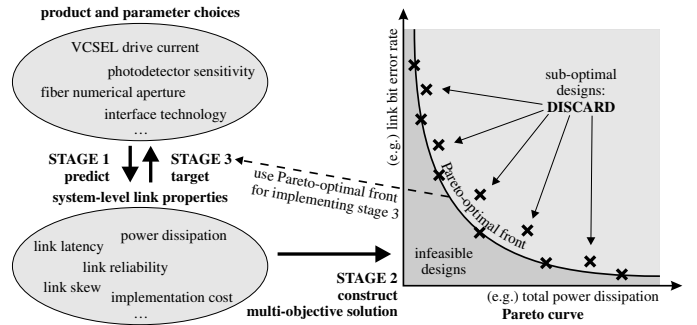 product and parameter choices
VCSEL drive current
photodetector sensitivity
fiber numerical aperture
interface technology
…
STAGE 1
predict
STAGE 3
target
system-level link properties
power dissipation
link latency
link reliability
link skew
implementation cost
…
use Pareto-optimal front
for implementing stage 3
STAGE 2
construct
multi-objective solution
(e.g.) link bit error rate
sub-optimal
designs:
DISCARD
Pareto-optimal front
infeasible
designs
(e.g.) total power dissipation
Pareto curve